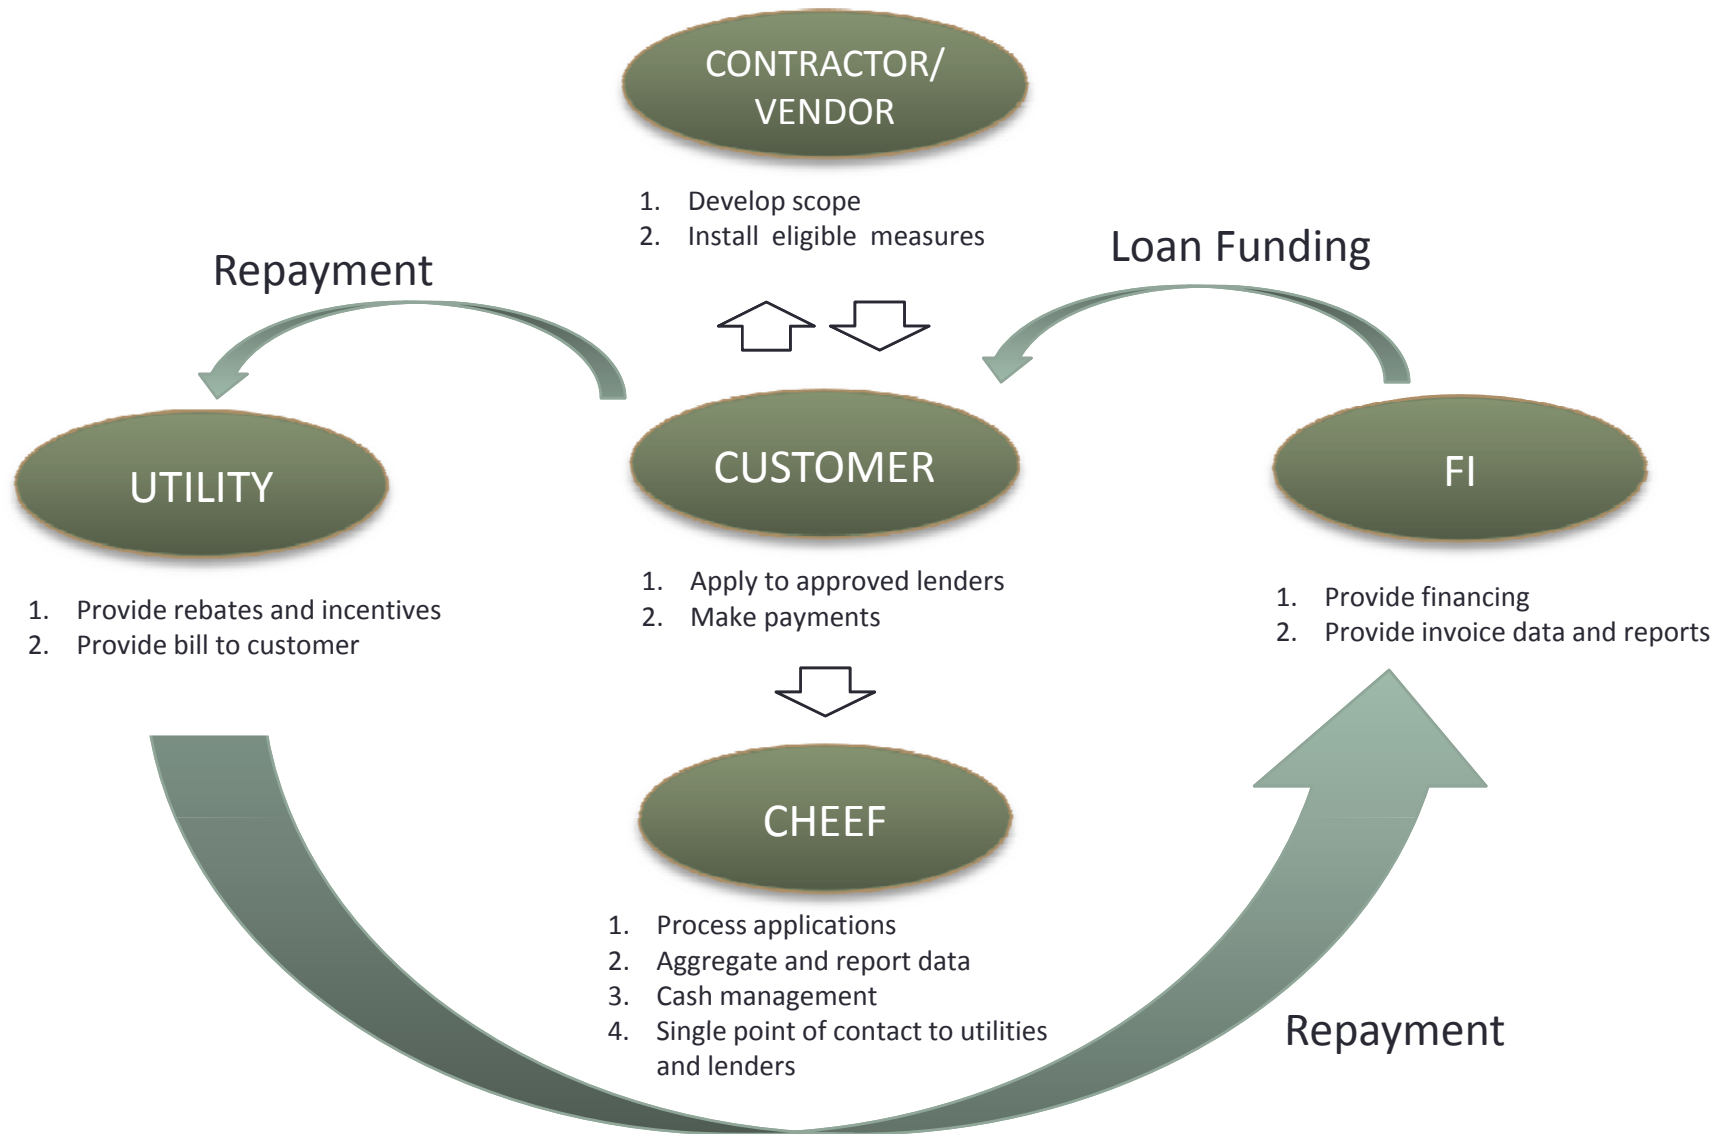 CONTRACTOR/
VENDOR
1. Develop scope
2. Install eligible measures
Repayment
Loan Funding
UTILITY
CUSTOMER
FI
1. Provide rebates and incentives
2. Provide bill to customer
1. Apply to approved lenders
2. Make payments
1. Provide financing
2. Provide invoice data and reports
CHEEF
1. Process applications
2. Aggregate and report data
3. Cash management
4. Single point of contact to utilities
and lenders
Repayment